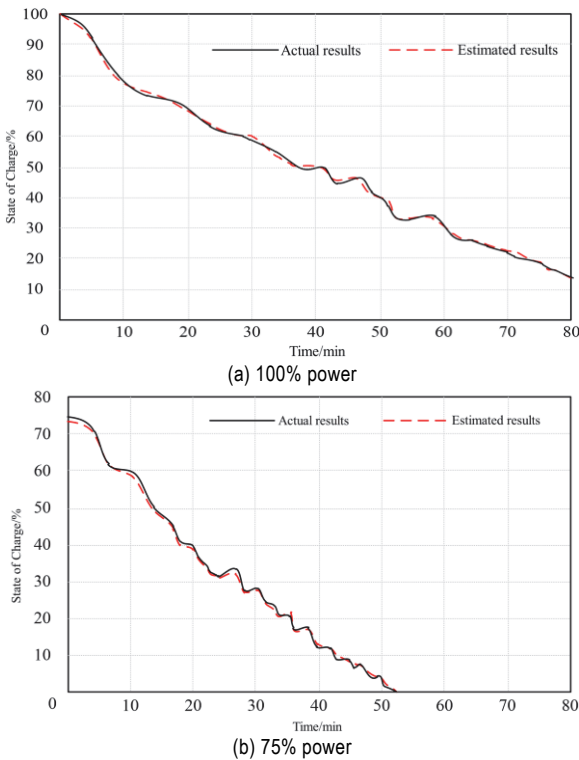 100
90
80
70
60
50
40
30
20
10
0
State of Charge/%
Actual results
Estimated results
10 20 30 40 50 60 70 80
Time/min
(a) 100% power
80
70
60
50
40
30
20
10
0
State of Charge/%
Actual results
Estimated results
10 20 30 40 50 60 70 80
Time/min
(b) 75% power